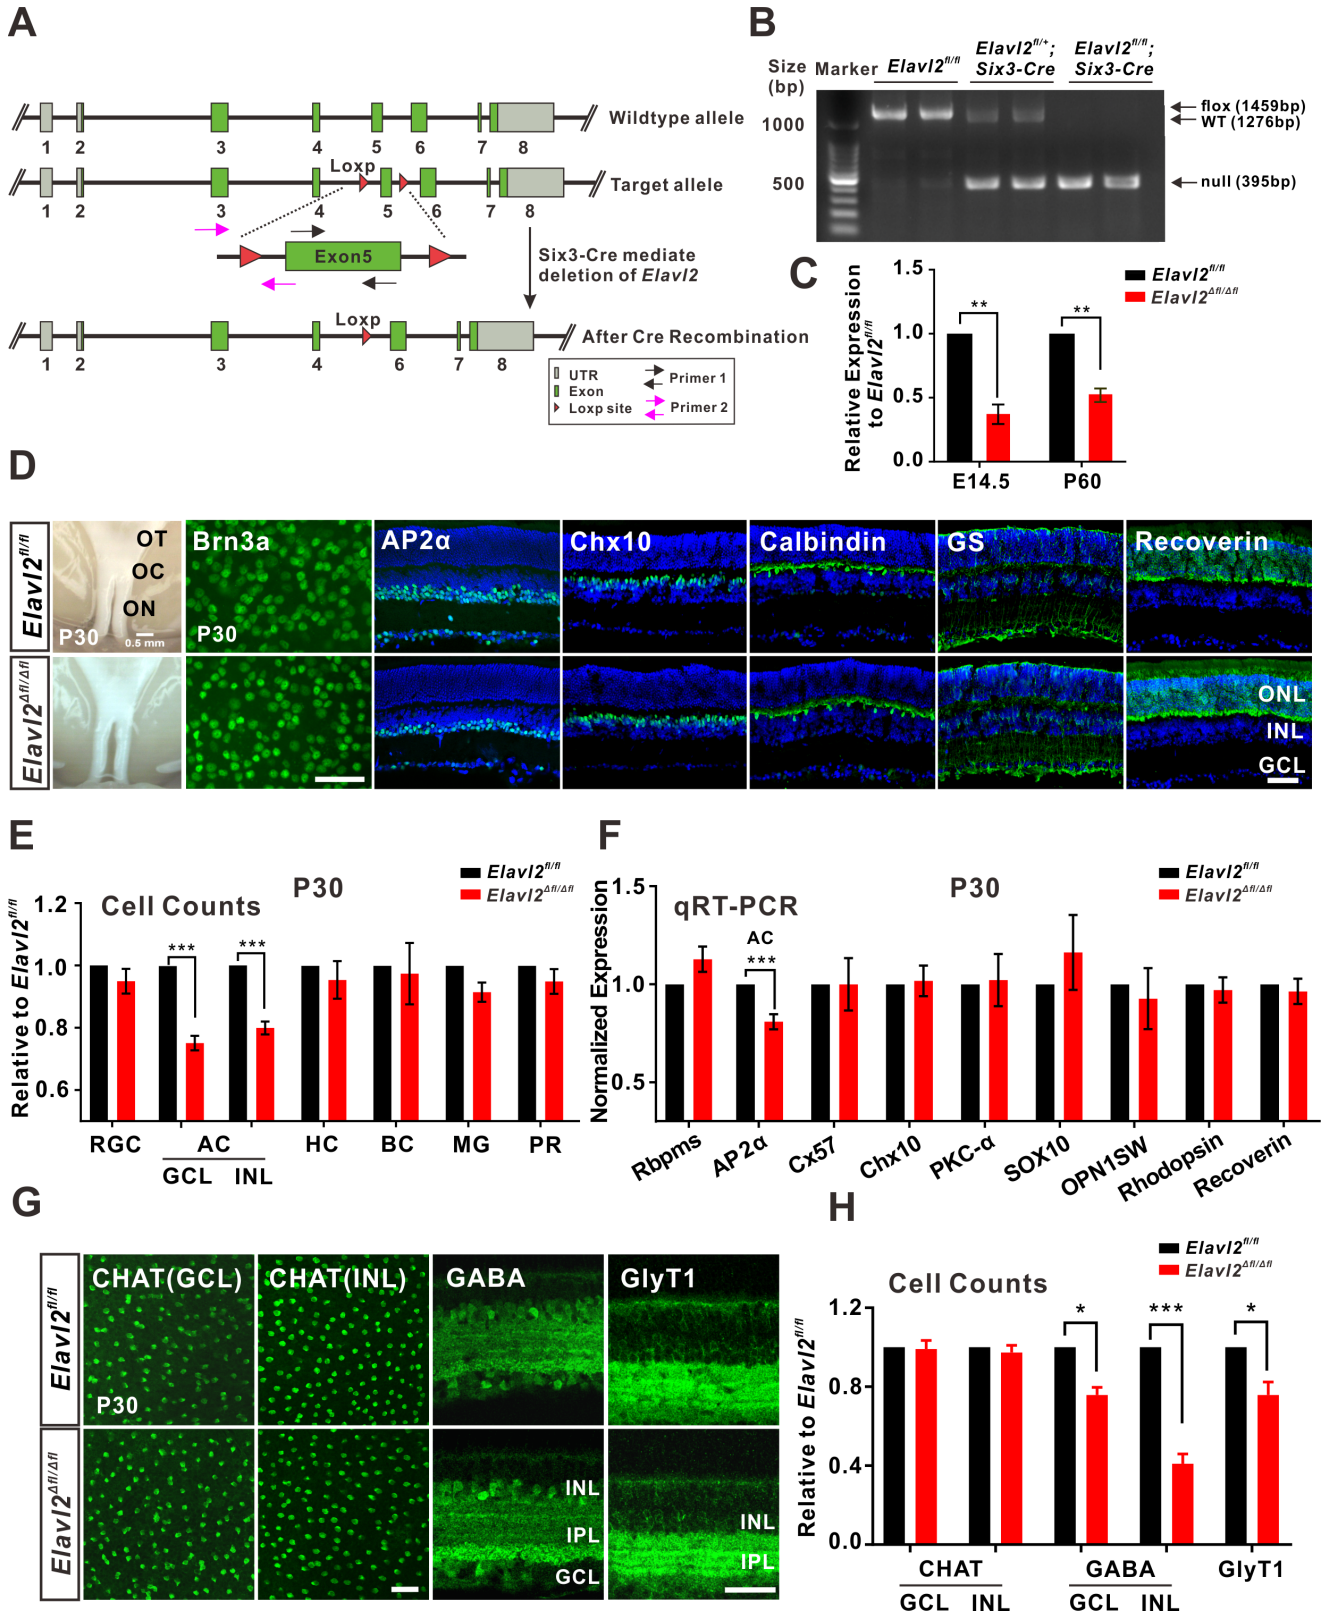 A
Wildtype allele
1 2 3 4 5 6 7 8
Loxp
Target allele
1 2 3 4 5 6 7 8
Exon5
Six3-Cre mediate
deletion of Elavl2
Loxp
After Cre Recombination
1 2 3 4 6 7 8
UTR
Exon
Loxp site
Primer 1
Primer 2
B
Size
(bp)
Marker
Elavl2fl/fl
Elavl2fl/+;
Six3-Cre
Elavl2fl/fl;
Six3-Cre
1000
500
flox (1459bp)
WT (1276bp)
null (395bp)
C
Elavl2fl/fl
Elavl2Δfl/Δfl
Relative Expression
to Elavl2fl/fl
1.5
1.0
0.5
0.0
**
**
E14.5 P60
D
Elavl2fl/fl
OT
OC
ON
P30
0.5 mm
Brn3a
P30
AP2α
Chx10
Calbindin
GS
Recoverin
Elavl2Δfl/Δfl
ONL
INL
GCL
E
Elavl2fl/fl
Elavl2Δfl/Δfl
P30
Cell Counts
Relative to Elavl2fl/fl
1.2
1.0
0.8
0.6
***
***
RGC AC HC BC MG PR
GCL INL
F
Elavl2fl/fl
Elavl2Δfl/Δfl
P30
qRT-PCR
Normalized Expression
1.5
1.0
0.5
AC
***
Rbpms AP2α Cx57 Chx10 PKC-α SOX10 OPN1SW Rhodopsin Recoverin
G
Elavl2fl/fl
CHAT(GCL)
P30
CHAT(INL)
GABA
GlyT1
Elavl2Δfl/Δfl
INL
IPL
GCL
INL
IPL
H
Elavl2fl/fl
Elavl2Δfl/Δfl
Cell Counts
Relative to Elavl2fl/fl
1.2
0.8
0.4
0.0
*
***
*
CHAT GABA GlyT1
GCL INL GCL INL